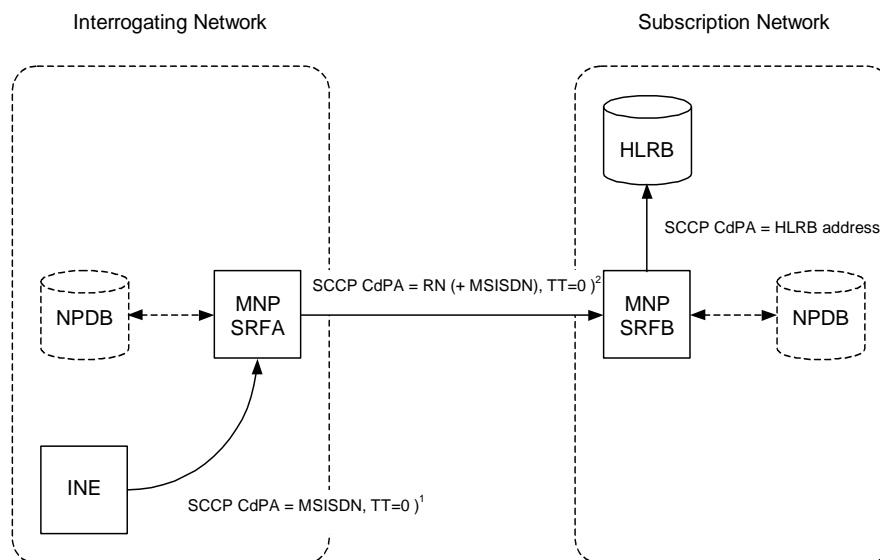 Interrogating Network
Subscription Network
HLRB
SCCP CdPA = HLRB address
SCCP CdPA = RN (+ MSISDN), TT=0 )2
NPDB
MNP
SRFA
MNP
SRFB
NPDB
INE
SCCP CdPA = MSISDN, TT=0 )1